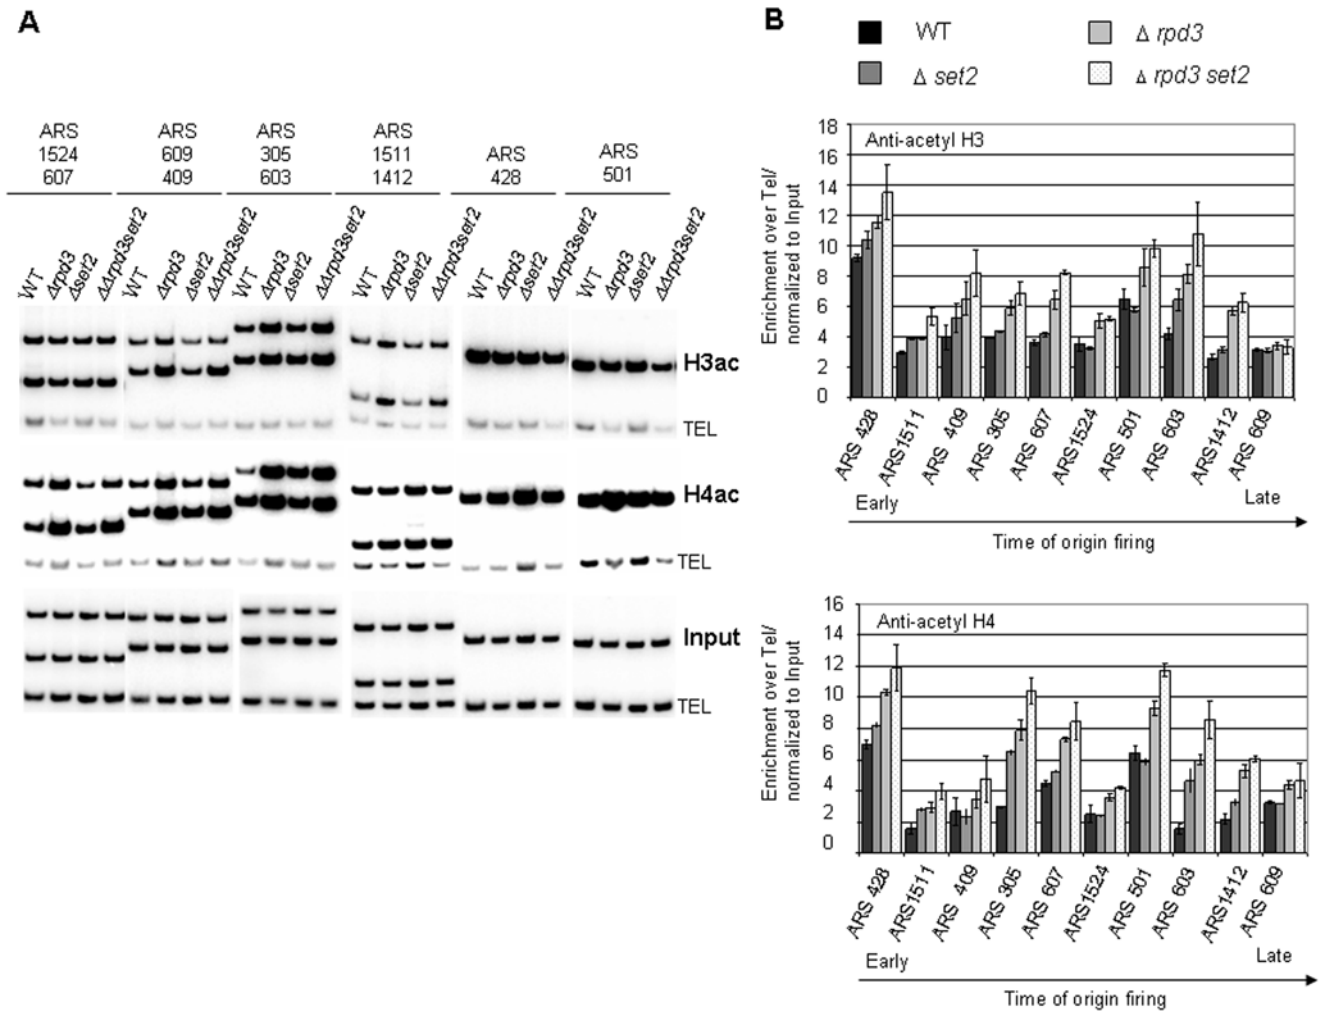 A
ARS
1524
607
ARS
609
409
ARS
305
603
ARS
1511
1412
ARS
428
ARS
501
WT
Δrpd3
Δset2
ΔΔrpd3set2
WT
Δrpd3
Δset2
ΔΔrpd3set2
WT
Δrpd3
Δset2
ΔΔrpd3set2
WT
Δrpd3
Δset2
ΔΔrpd3set2
WT
Δrpd3
Δset2
ΔΔrpd3set2
WT
Δrpd3
Δset2
ΔΔrpd3set2
H3ac
TEL
H4ac
TEL
Input
TEL
B
WT
Δ rpd3
Δ set2
Δ rpd3 set2
Anti-acetyl H3
Enrichment over Tel/
normalized to Input
18
16
14
12
10
8
6
4
2
0
ARS 428
ARS1511
ARS 409
ARS 305
ARS 607
ARS1524
ARS 501
ARS 603
ARS1412
ARS 609
Early
Late
Time of origin firing
Anti-acetyl H4
Enrichment over Tel/
normalized to Input
16
14
12
10
8
6
4
2
0
ARS 428
ARS1511
ARS 409
ARS 305
ARS 607
ARS1524
ARS 501
ARS 603
ARS1412
ARS 609
Early
Late
Time of origin firing